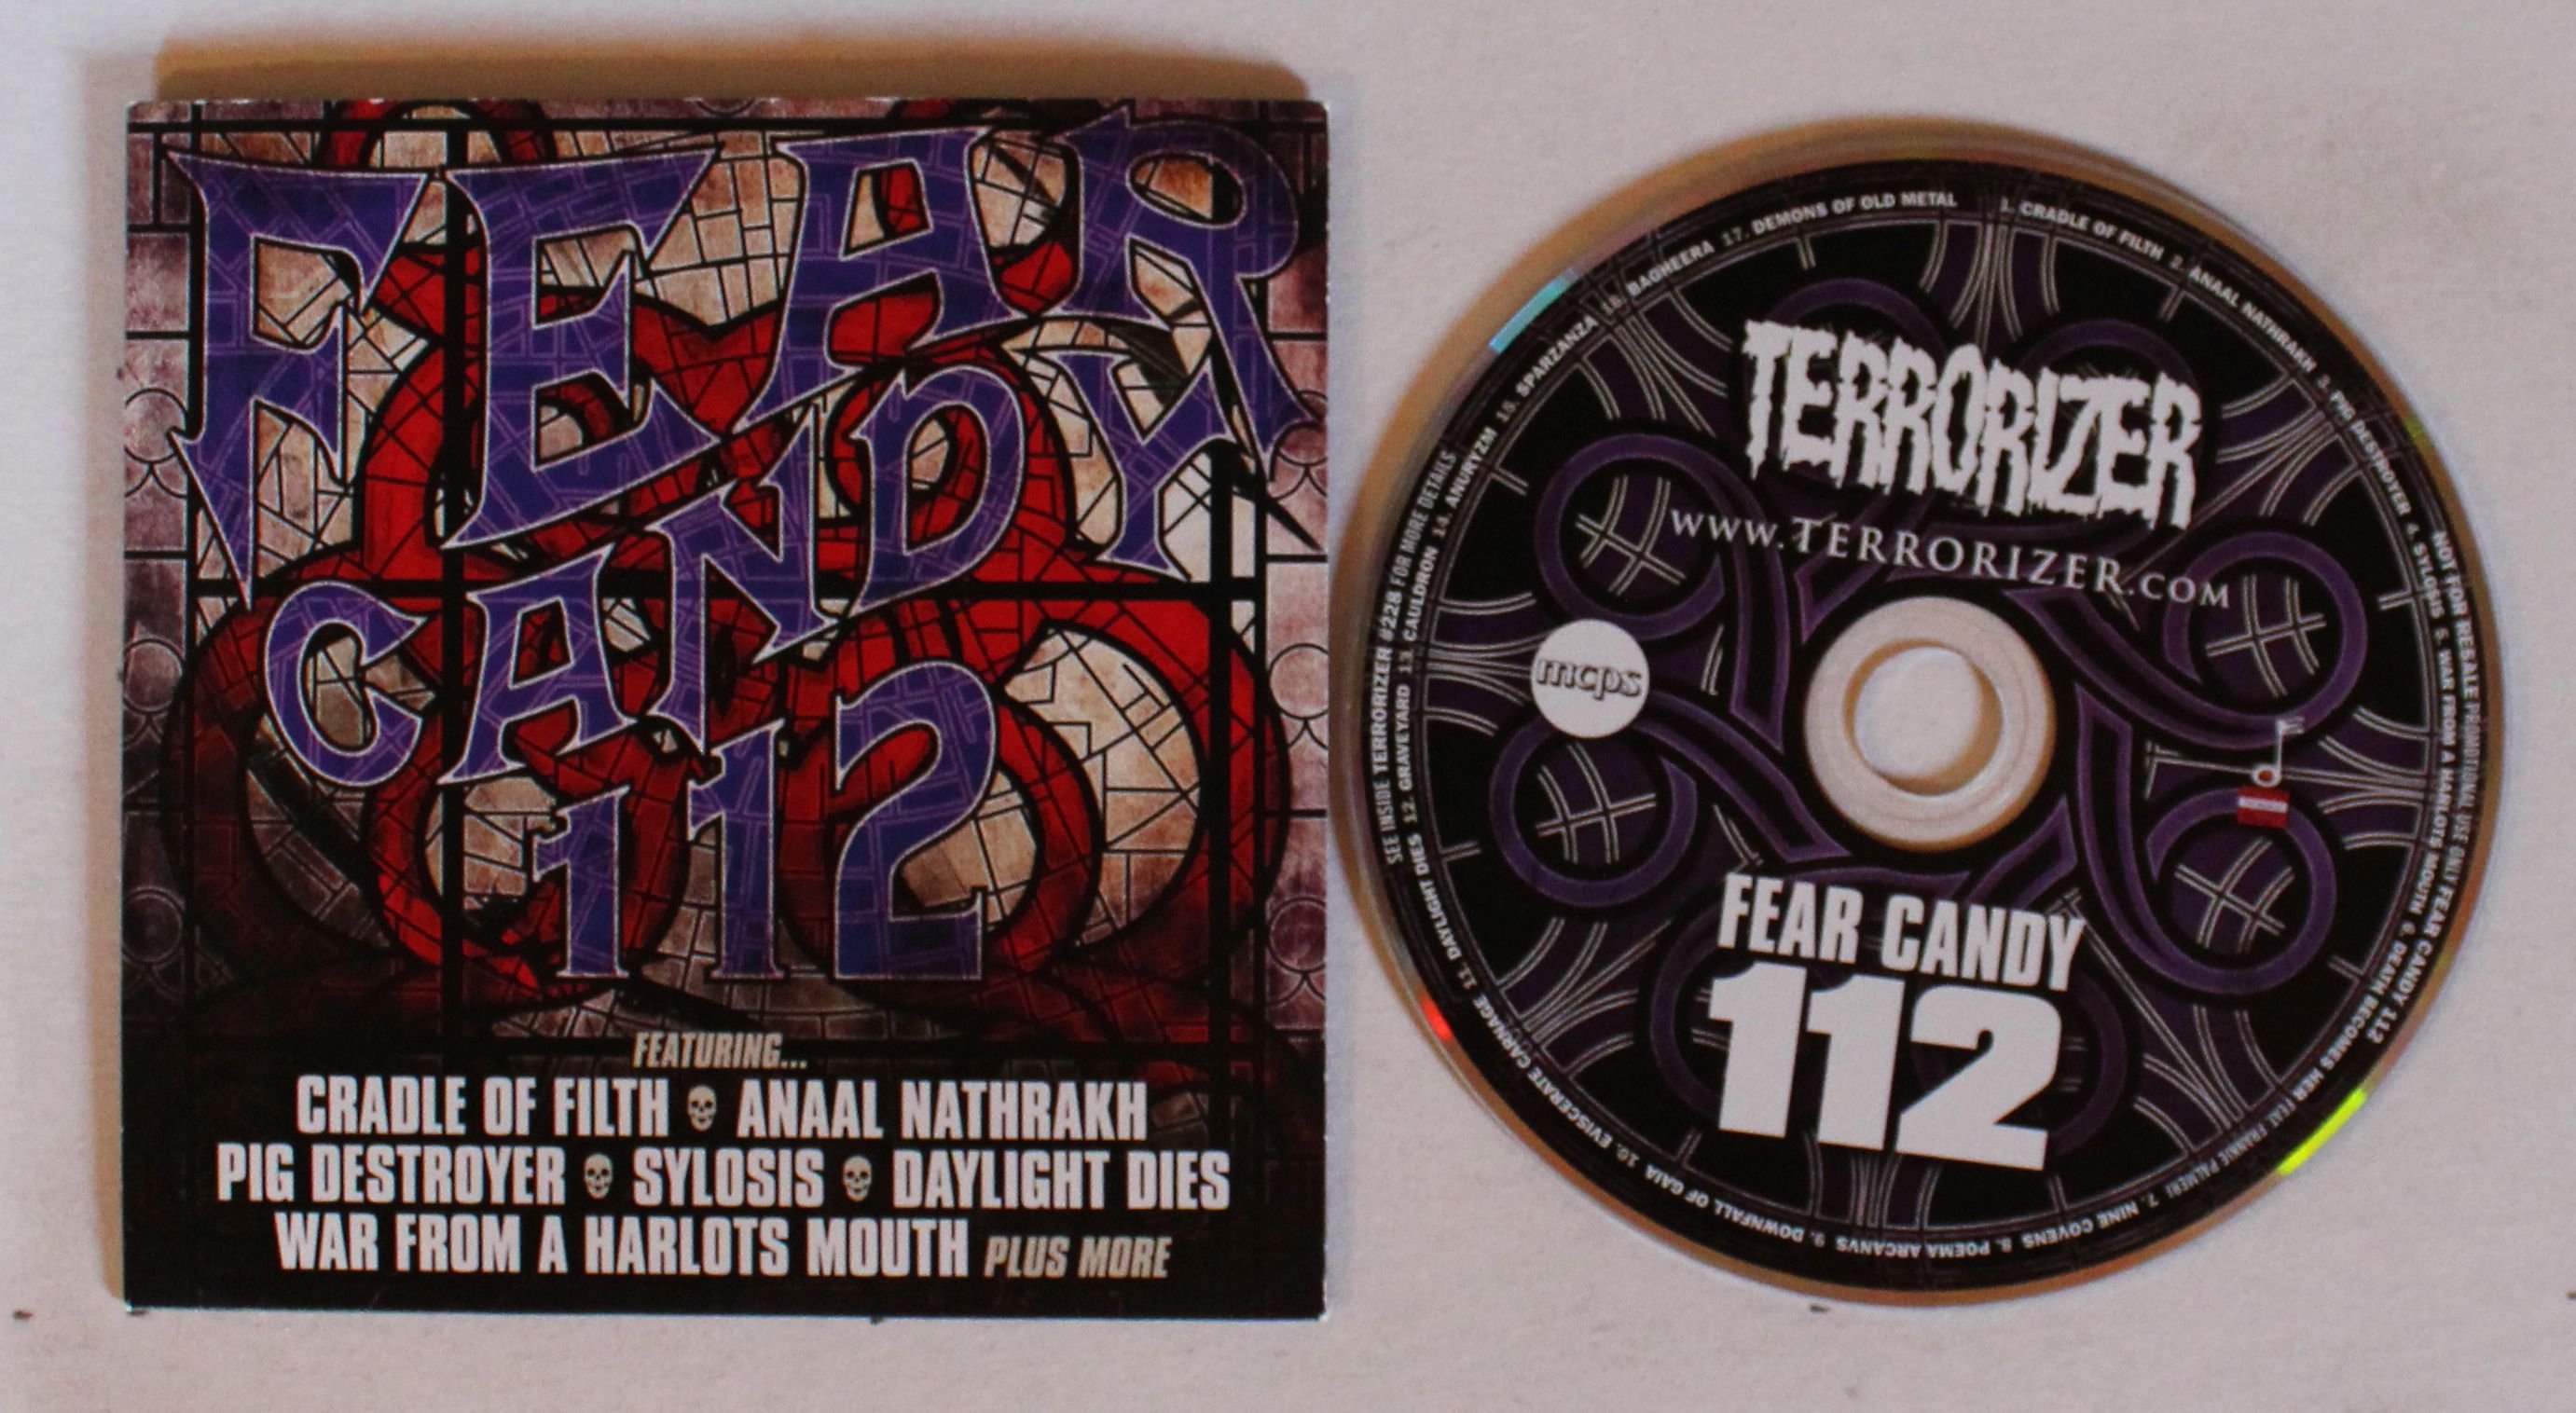 FEAR
CANDY
112
FEATURING...
CRADLE OF FILTH ANAAL NATHRAKH
PIG DESTROYER SYLOSIS DAYLIGHT DIES
WAR FROM A HARLOTS MOUTH PLUS MORE
TERRORIZER
WWW.TERRORIZER.COM
mcps
FEAR CANDY
112
1. CRADLE OF FILTH 2. ANAAL NATHRAKH 3. PIG DESTROYER 4. SYLOSIS 5. WAR FROM A HARLOTS MOUTH 6. DEATH BECOMES HER FEAT. FRANKIE PALMERI 7. NINE COVENS 8. POEMA ARCANVS 9. DOWNFALL OF GAIA 10. EVISCERATE CARNAGE 11. DAYLIGHT DIES 12. GRAVEYARD 13. CAULDRON 14. ANURYZM 15. SPARZANZA 16. BAGHEERA 17. DEMONS OF OLD METAL
NOT FOR RESALE PROMOTIONAL USE ONLY FEAR CANDY 112
SEE INSIDE TERRORIZER #228 FOR MORE DETAILS